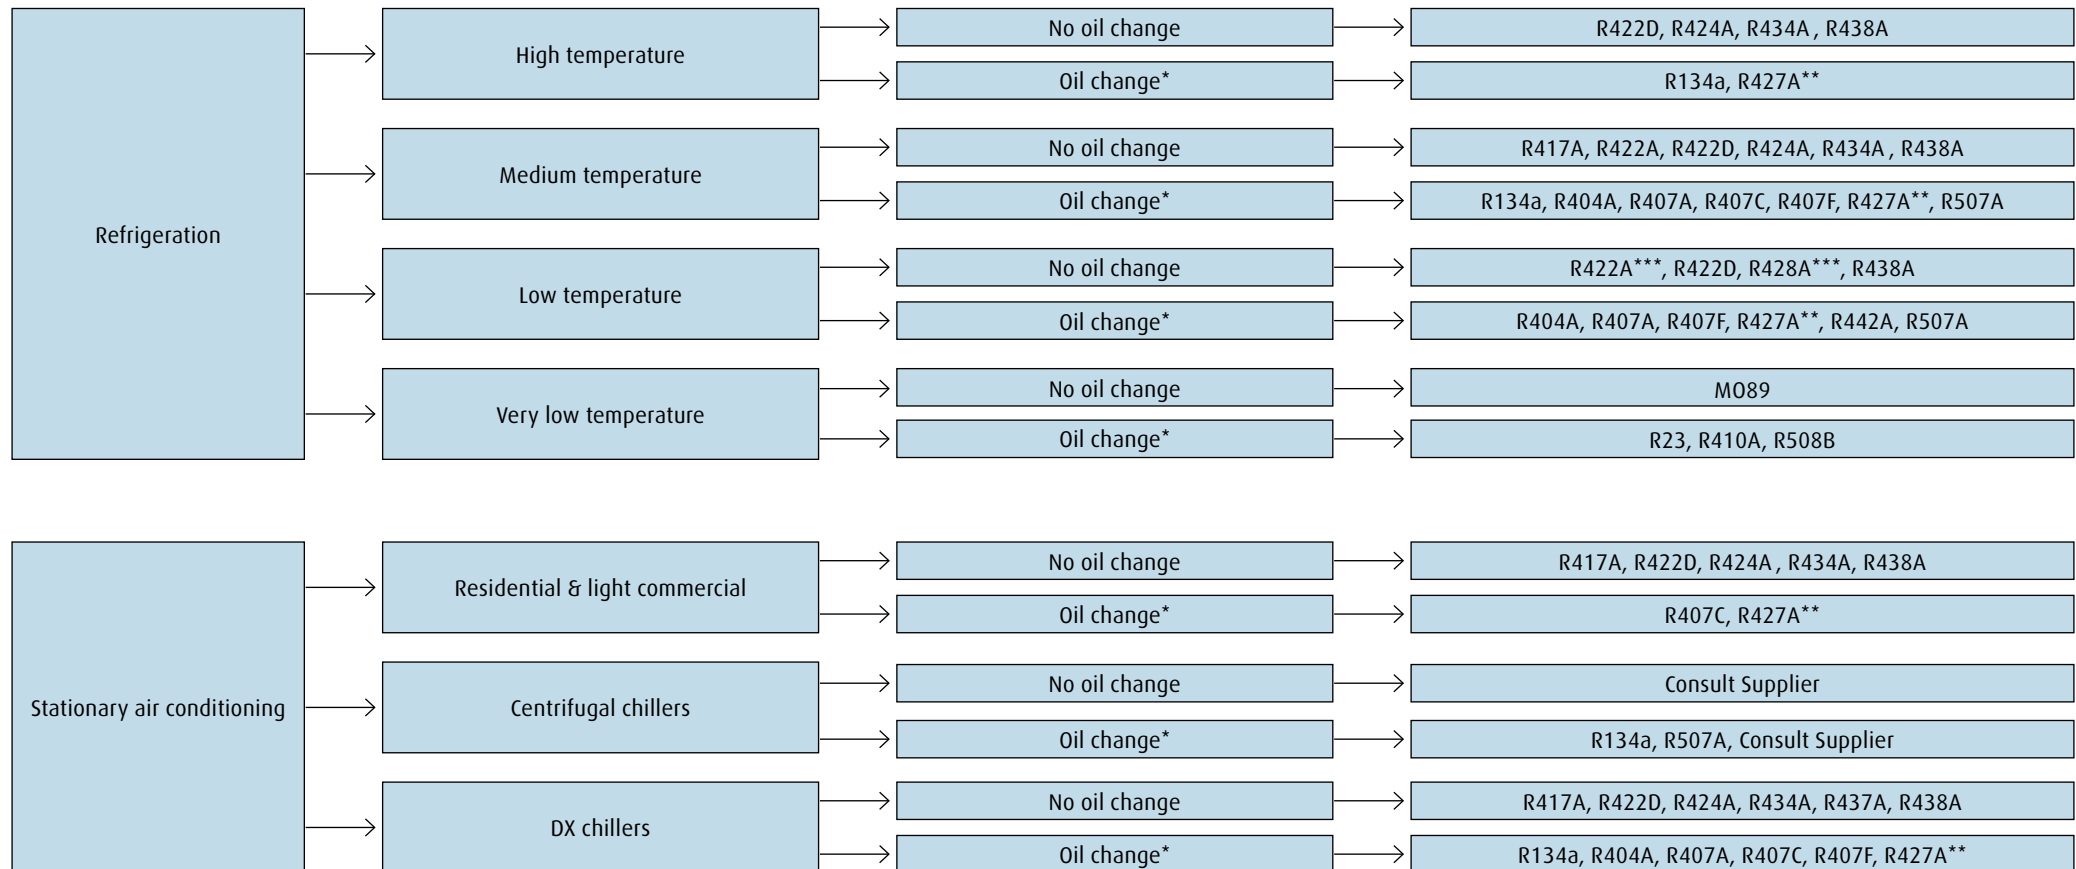 Refrigeration
High temperature
No oil change
R422D, R424A, R434A , R438A
Oil change*
R134a, R427A**
Medium temperature
No oil change
R417A, R422A, R422D, R424A, R434A , R438A
Oil change*
R134a, R404A, R407A, R407C, R407F, R427A**, R507A
Low temperature
No oil change
R422A***, R422D, R428A***, R438A
Oil change*
R404A, R407A, R407F, R427A**, R442A, R507A
Very low temperature
No oil change
MO89
Oil change*
R23, R410A, R508B
Stationary air conditioning
Residential & light commercial
No oil change
R417A, R422D, R424A , R434A, R438A
Oil change*
R407C, R427A**
Centrifugal chillers
No oil change
Consult Supplier
Oil change*
R134a, R507A, Consult Supplier
DX chillers
No oil change
R417A, R422D, R424A, R434A, R437A, R438A
Oil change*
R134a, R404A, R407A, R407C, R407F, R427A**